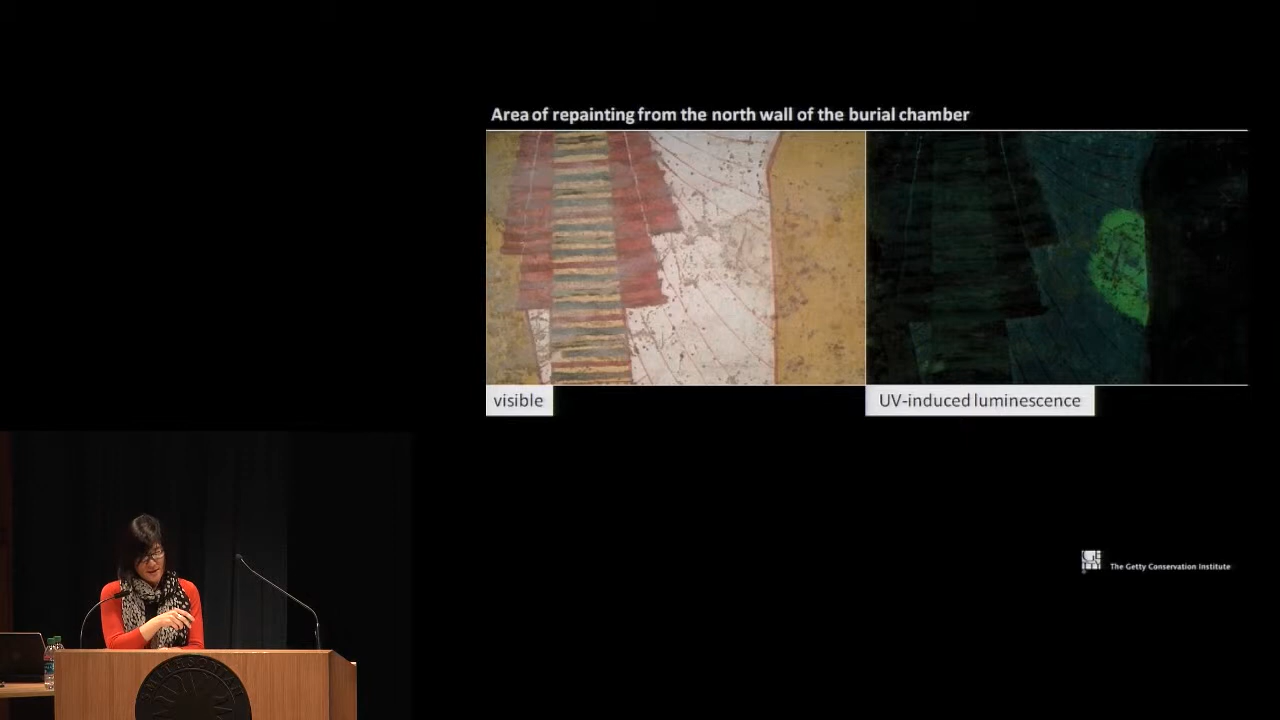 Area of repainting from the north wall of the burial chamber
visible
UV-induced luminescence
The Getty Conservation Institute
SMITHSONIAN